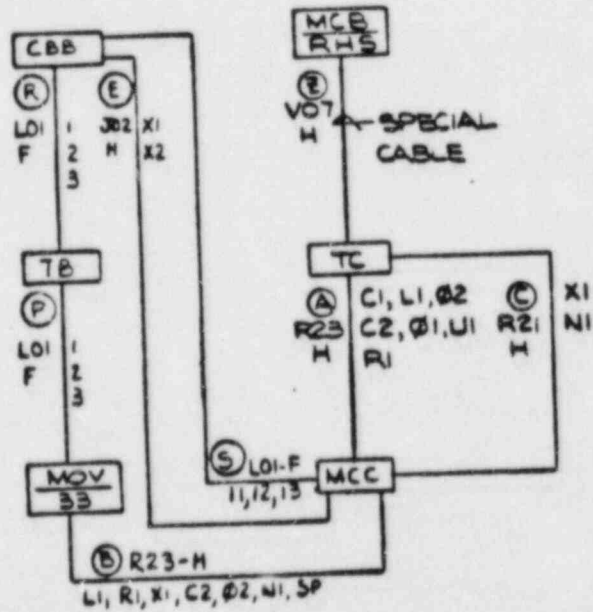 CBB
MCB
RHS
R
E
Z
L01 1
F 2
3
J02 X1
H X2
V07
H
SPECIAL
CABLE
TB
TC
P
L01 1
F 2
3
A
R23
H
C1, L1, Ø2
C2, Ø1, U1
R1
C
R21
H
X1
N1
MOV
33
S L01-F
11, 12, 13
MCC
B R23-H
L1, R1, X1, C2, Ø2, N1, SP